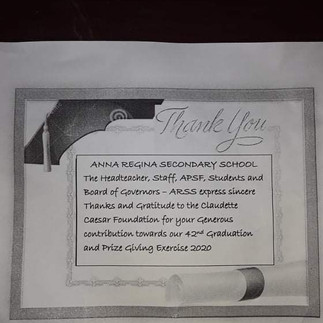 Thank You
ANNA REGINA SECONDARY SCHOOL
The Headteacher, Staff, APSF, Students and
Board of Governors – ARSS express sincere
Thanks and Gratitude to the Claudette
Caesar Foundation for your Generous
contribution towards our 42nd Graduation
and Prize Giving Exercise 2020